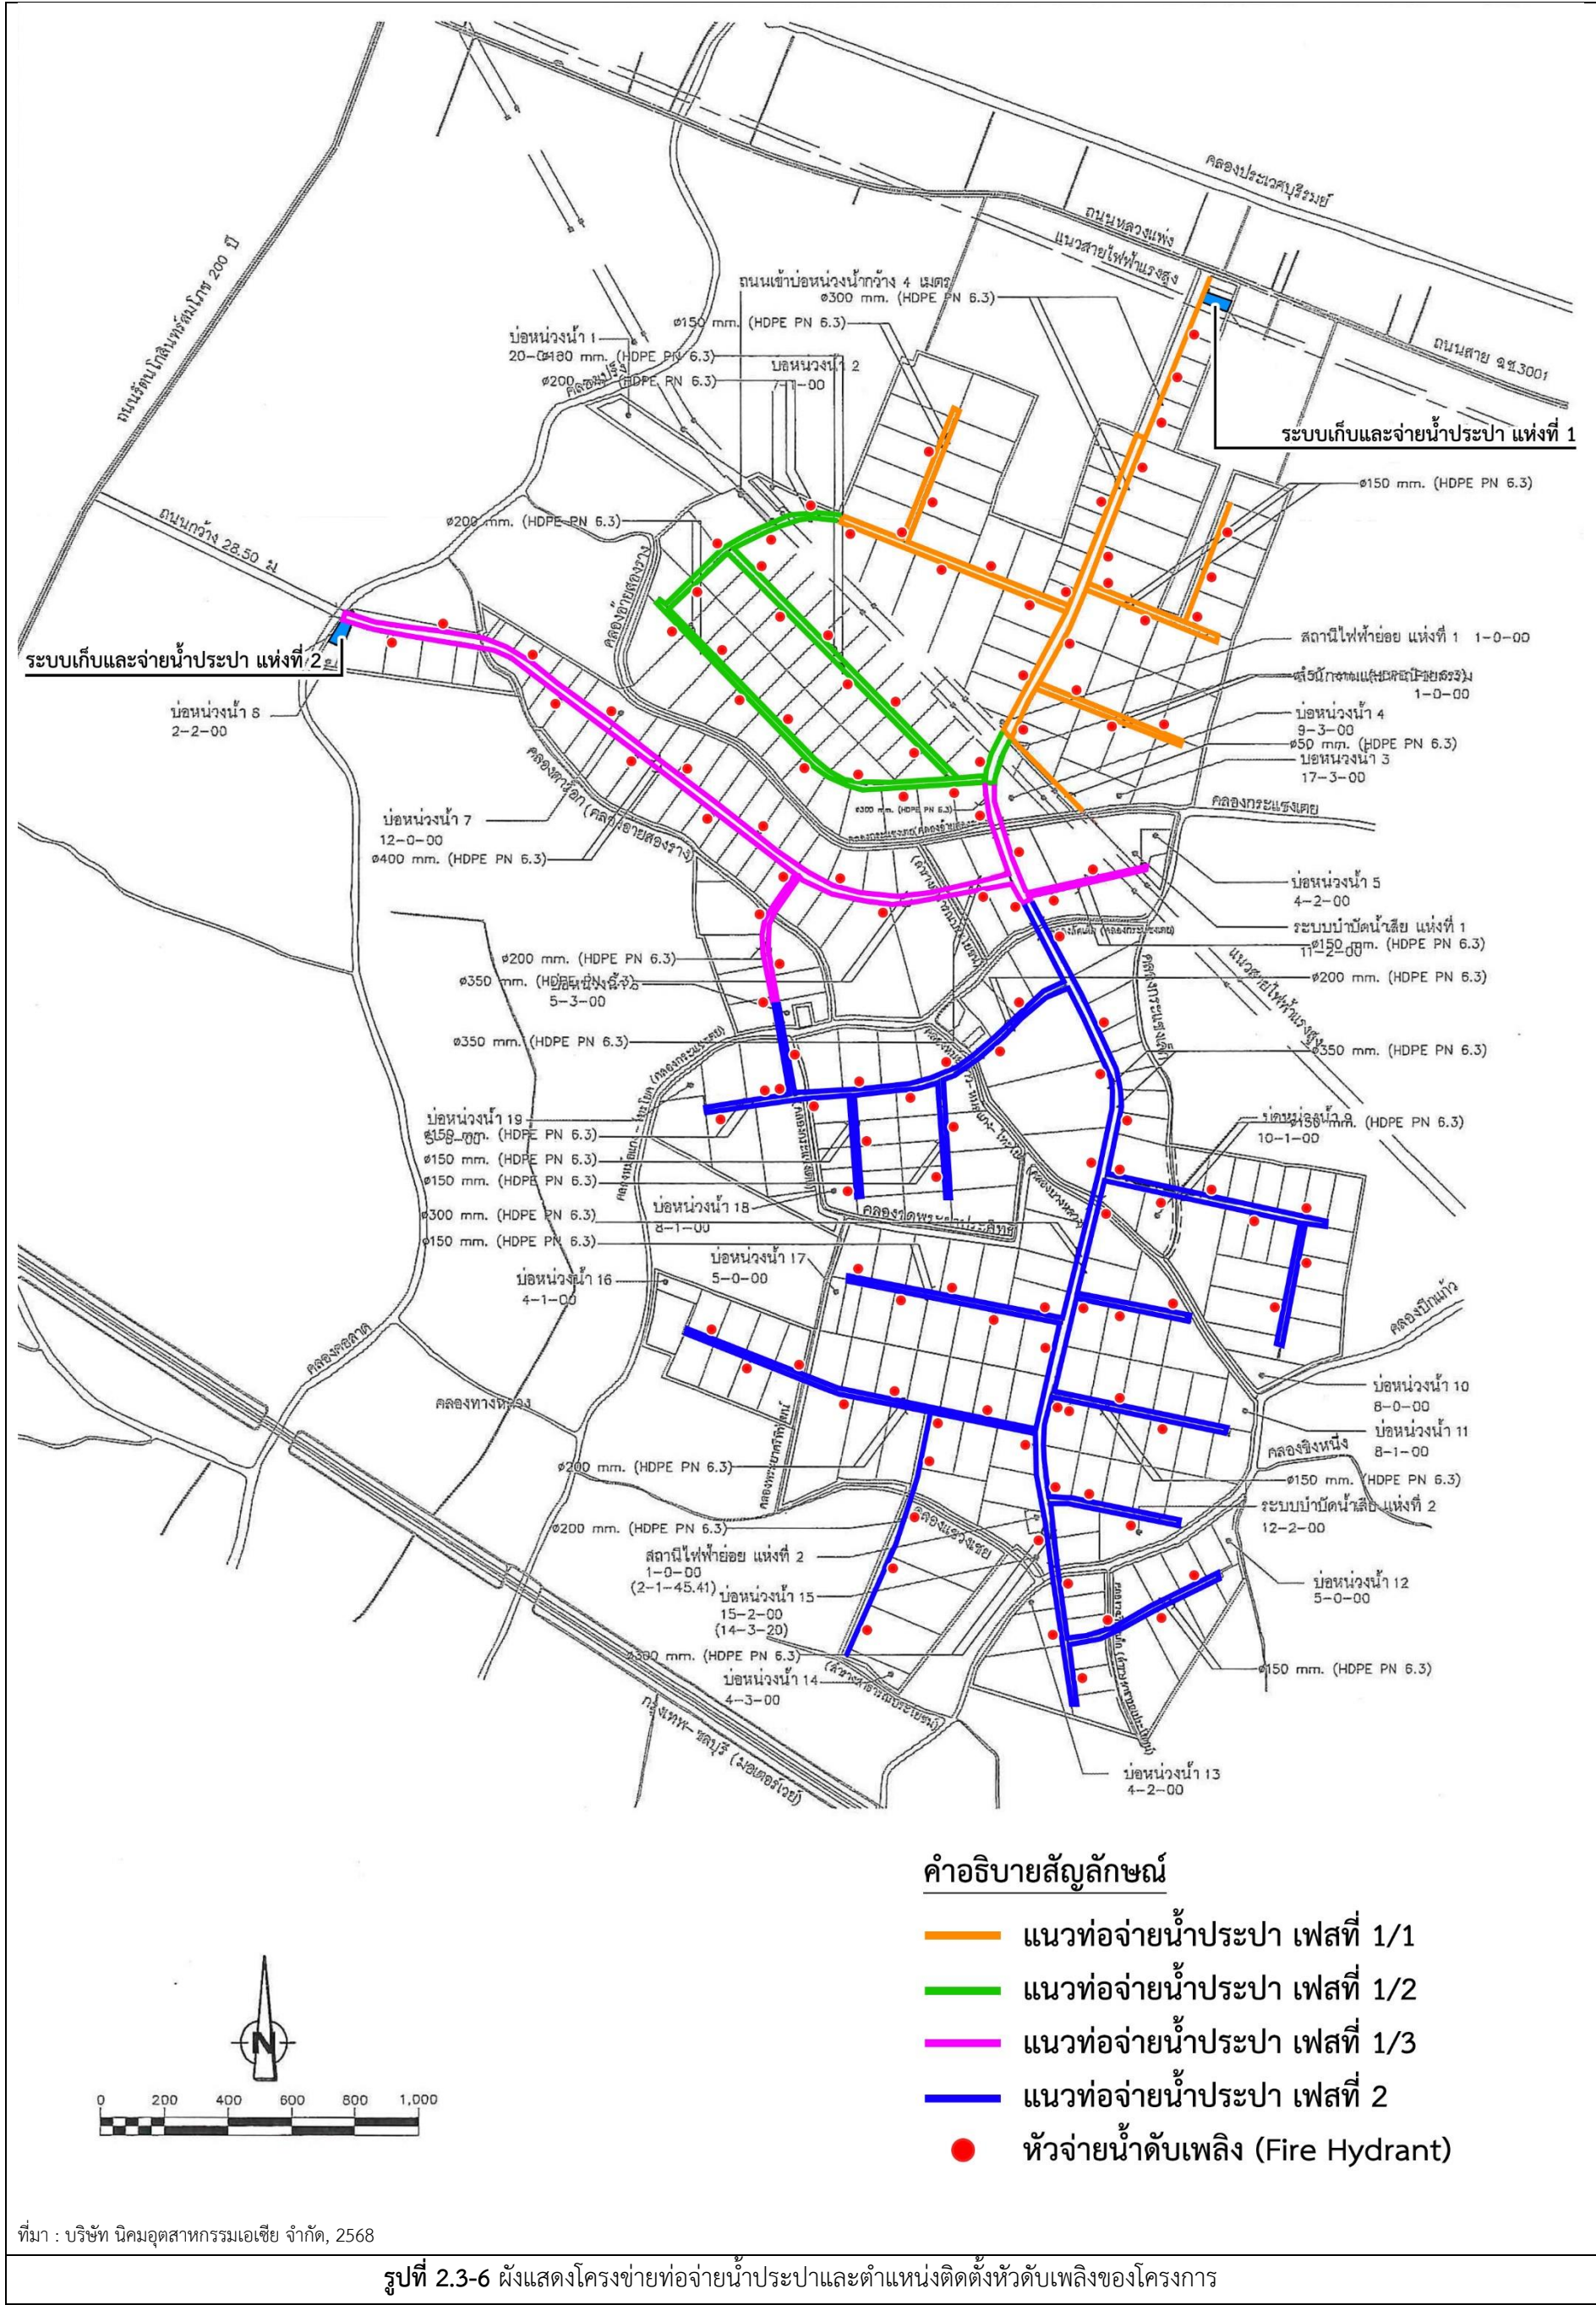 คลองประเวศบุรีรมย์
ถนนหลวงแพ่ง
แนวสายไฟฟ้าแรงสูง
ถนนรัตนโกสินทร์สมโภช 200 ปี
ถนนเข้าบ่อหน่วงน้ำกว้าง 4 เมตร
ø300 mm. (HDPE PN 6.3)
ø150 mm. (HDPE PN 6.3)
บ่อหน่วงน้ำ 1
(HDPE PN 6.3)
บ่อหน่วงน้ำ 2
7-1-00
ø200 (HDPE PN 6.3)
ถนนสาย ฉช.3001
ระบบเก็บและจ่ายน้ำประปา แห่งที่ 1
ø150 mm. (HDPE PN 6.3)
ถนนกว้าง 28.50 ม
ø200 mm. (HDPE PN 6.3)
คลองอ้ายสองราง
สถานีไฟฟ้าย่อย แห่งที่ 1 1-0-00
ระบบเก็บและจ่ายน้ำประปา แห่งที่ 2
1-0-00
บ่อหน่วงน้ำ 8
2-2-00
บ่อหน่วงน้ำ 4
9-3-00
ø50 mm. (HDPE PN 6.3)
บ่อหน่วงน้ำ 3
17-3-00
คลองกระแชงเตย
ø300 mm. (HDPE PN 6.3)
บ่อหน่วงน้ำ 7
12-0-00
ø400 mm. (HDPE PN 6.3)
บ่อหน่วงน้ำ 5
4-2-00
ระบบบำบัดน้ำเสีย แห่งที่ 1
11-2-00
ø150 mm. (HDPE PN 6.3)
แนวสายไฟฟ้าแรงสูง
ø200 mm. (HDPE PN 6.3)
ø200 mm. (HDPE PN 6.3)
ø350 mm. (HDPE PN 6.3)
5-3-00
ø350 mm. (HDPE PN 6.3)
ø350 mm. (HDPE PN 6.3)
บ่อหน่วงน้ำ 19
ø150 mm. (HDPE PN 6.3)
ø150 mm. (HDPE PN 6.3)
ø150 mm. (HDPE PN 6.3)
บ่อหน่วงน้ำ 9
ø150 mm. (HDPE PN 6.3)
10-1-00
บ่อหน่วงน้ำ 18
8-1-00
ø300 mm. (HDPE PN 6.3)
ø150 mm. (HDPE PN 6.3)
บ่อหน่วงน้ำ 17
5-0-00
บ่อหน่วงน้ำ 16
4-1-00
คลองปึกแก้ว
คลองทางหลวง
บ่อหน่วงน้ำ 10
8-0-00
บ่อหน่วงน้ำ 11
8-1-00
ø200 mm. (HDPE PN 6.3)
ø150 mm. (HDPE PN 6.3)
ระบบบำบัดน้ำเสีย แห่งที่ 2
12-2-00
ø200 mm. (HDPE PN 6.3)
สถานีไฟฟ้าย่อย แห่งที่ 2
1-0-00
(2-1-45.41)
บ่อหน่วงน้ำ 15
15-2-00
(14-3-20)
บ่อหน่วงน้ำ 12
5-0-00
ø300 mm. (HDPE PN 6.3)
ø150 mm. (HDPE PN 6.3)
บ่อหน่วงน้ำ 14
4-3-00
กรุงเทพ-ชลบุรี (มอเตอร์เวย์)
บ่อหน่วงน้ำ 13
4-2-00
คำอธิบายสัญลักษณ์
แนวท่อจ่ายน้ำประปา เฟสที่ 1/1
แนวท่อจ่ายน้ำประปา เฟสที่ 1/2
แนวท่อจ่ายน้ำประปา เฟสที่ 1/3
แนวท่อจ่ายน้ำประปา เฟสที่ 2
หัวจ่ายน้ำดับเพลิง (Fire Hydrant)
N
0 200 400 600 800 1,000
ที่มา : บริษัท นิคมอุตสาหกรรมเอเชีย จำกัด, 2568
รูปที่ 2.3-6 ผังแสดงโครงข่ายท่อจ่ายน้ำประปาและตำแหน่งติดตั้งหัวดับเพลิงของโครงการ